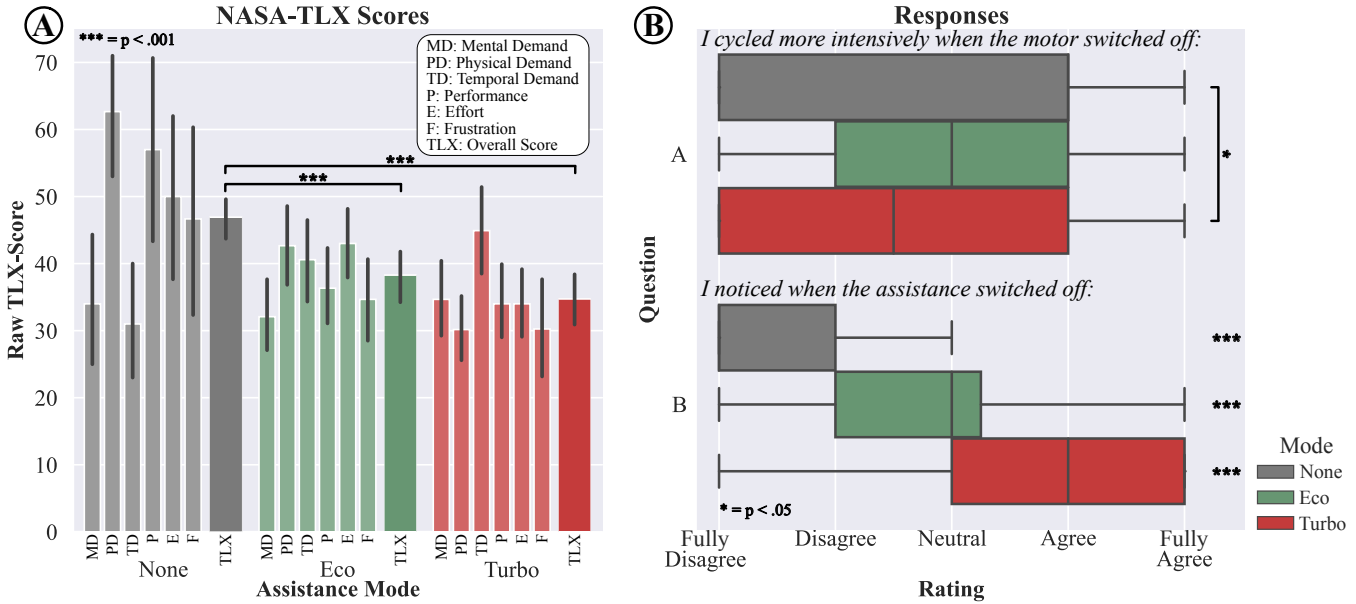 A
NASA-TLX Scores
*** = p < .001
MD: Mental Demand
PD: Physical Demand
TD: Temporal Demand
P: Performance
E: Effort
F: Frustration
TLX: Overall Score
Raw TLX-Score
70
60
50
40
30
20
10
0
***
***
MD PD TD P E F TLX
MD PD TD P E F TLX
MD PD TD P E F TLX
None Eco Turbo
Assistance Mode
B
Responses
I cycled more intensively when the motor switched off:
A
*
Question
I noticed when the assistance switched off:
B
***
***
***
* = p < .05
Fully Disagree
Disagree
Neutral
Agree
Fully Agree
Rating
Mode
None
Eco
Turbo